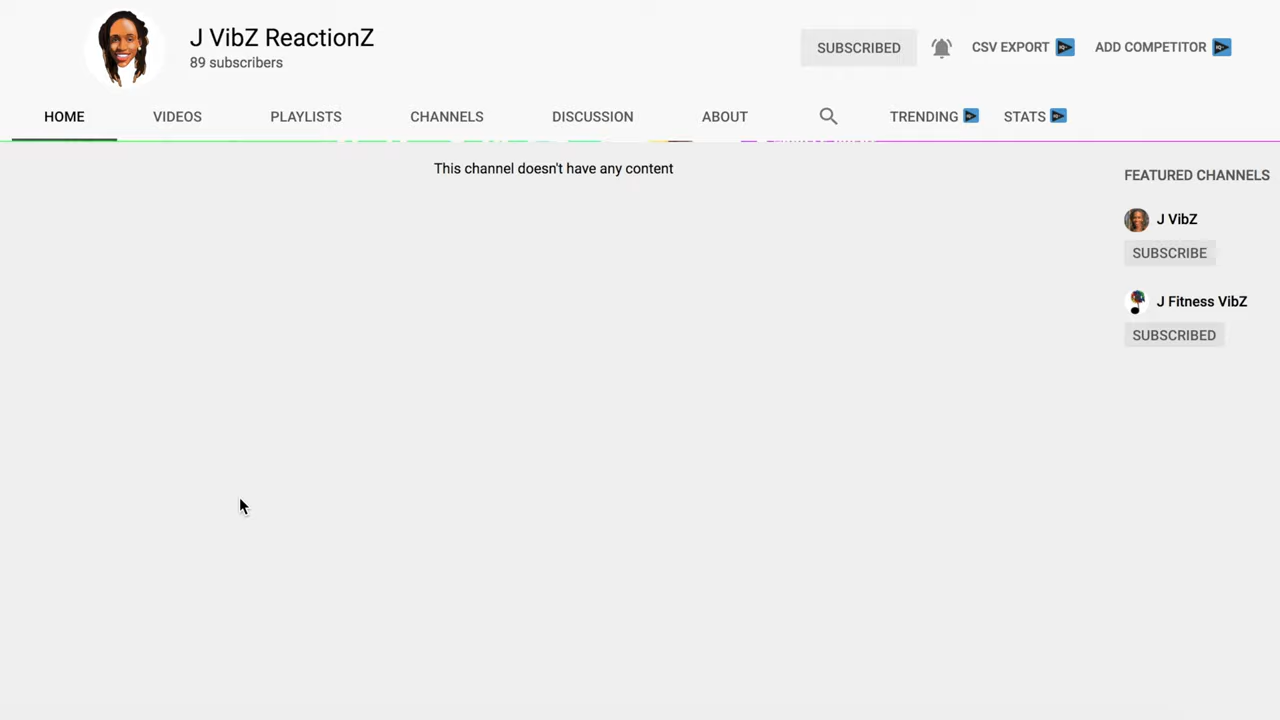 J VibZ ReactionZ
89 subscribers
SUBSCRIBED
CSV EXPORT
ADD COMPETITOR
HOME
VIDEOS
PLAYLISTS
CHANNELS
DISCUSSION
ABOUT
TRENDING
STATS
This channel doesn't have any content
FEATURED CHANNELS
J VibZ
SUBSCRIBE
J Fitness VibZ
SUBSCRIBED